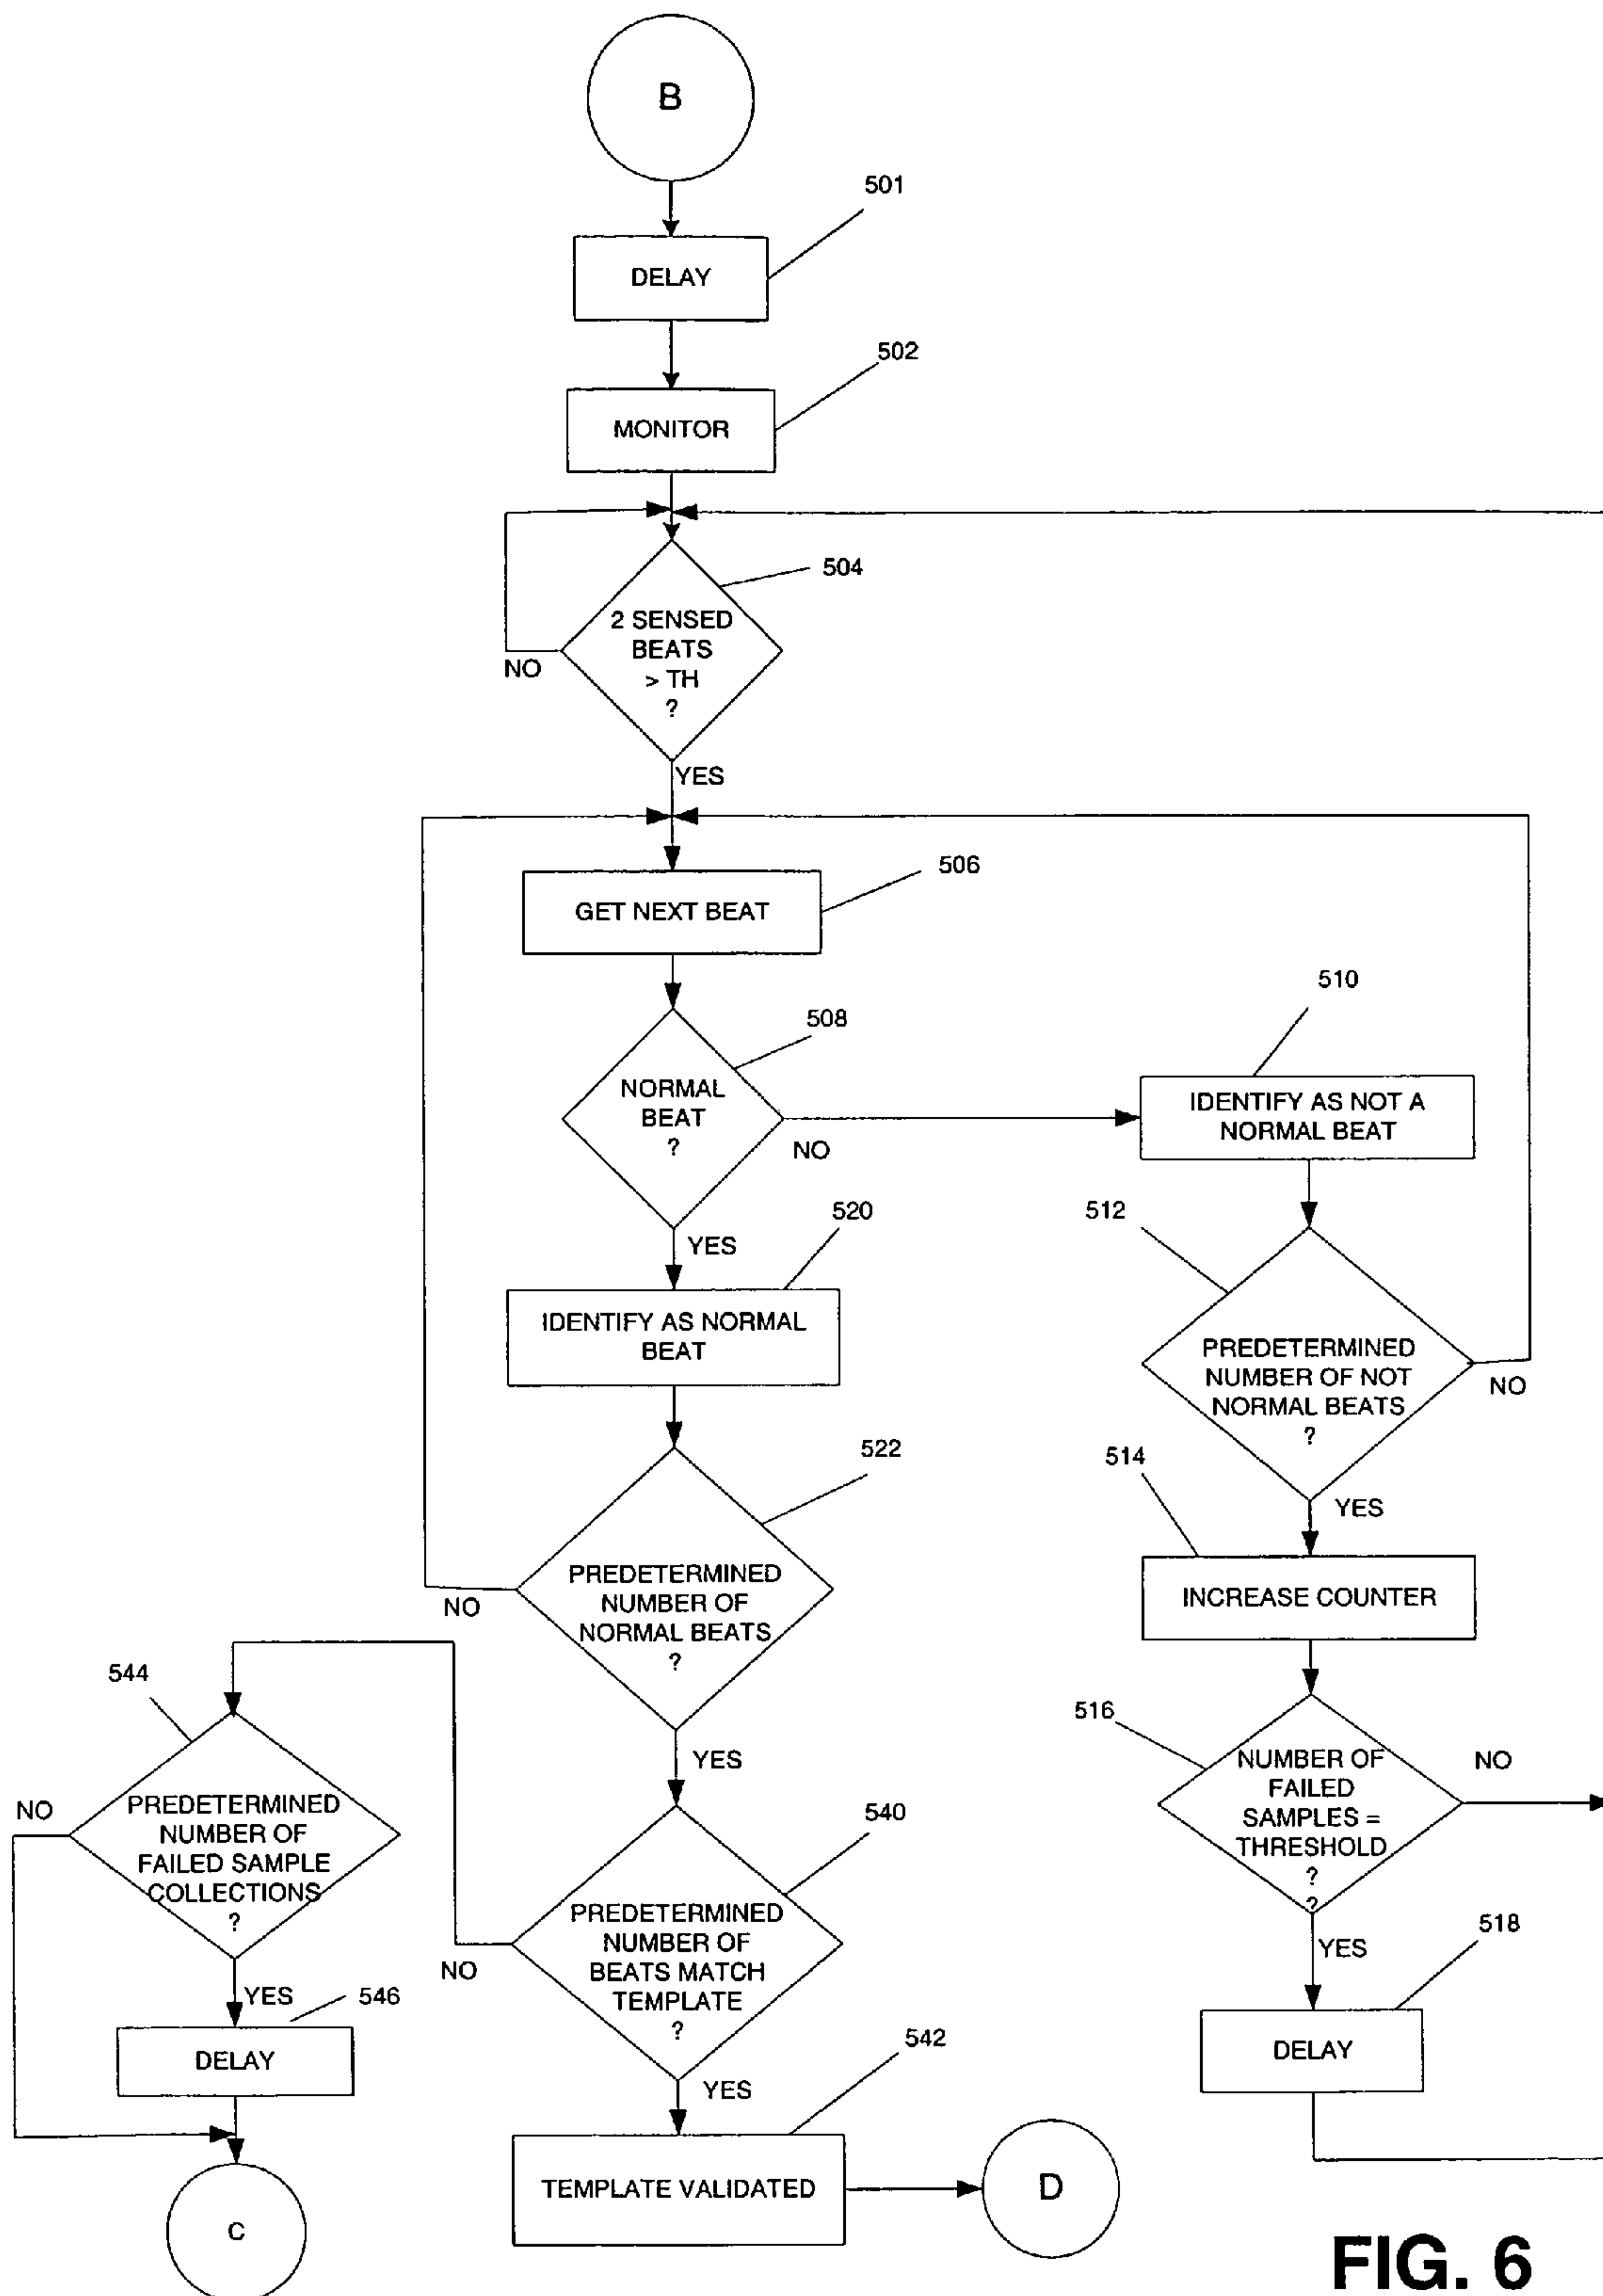 B
501
DELAY
502
MONITOR
504
2 SENSED
BEATS
> TH
?
NO
YES
506
GET NEXT BEAT
508
NORMAL
BEAT
?
NO
510
IDENTIFY AS NOT A
NORMAL BEAT
YES
520
IDENTIFY AS NORMAL
BEAT
512
PREDETERMINED
NUMBER OF NOT
NORMAL BEATS
?
NO
522
PREDETERMINED
NUMBER OF
NORMAL BEATS
?
NO
514
YES
INCREASE COUNTER
544
PREDETERMINED
NUMBER OF
FAILED SAMPLE
COLLECTIONS
?
NO
YES
516
NUMBER OF
FAILED
SAMPLES =
THRESHOLD
?
?
NO
540
PREDETERMINED
NUMBER OF
BEATS MATCH
TEMPLATE
?
NO
YES
546
DELAY
YES
518
DELAY
YES
542
TEMPLATE VALIDATED
D
C
FIG. 6